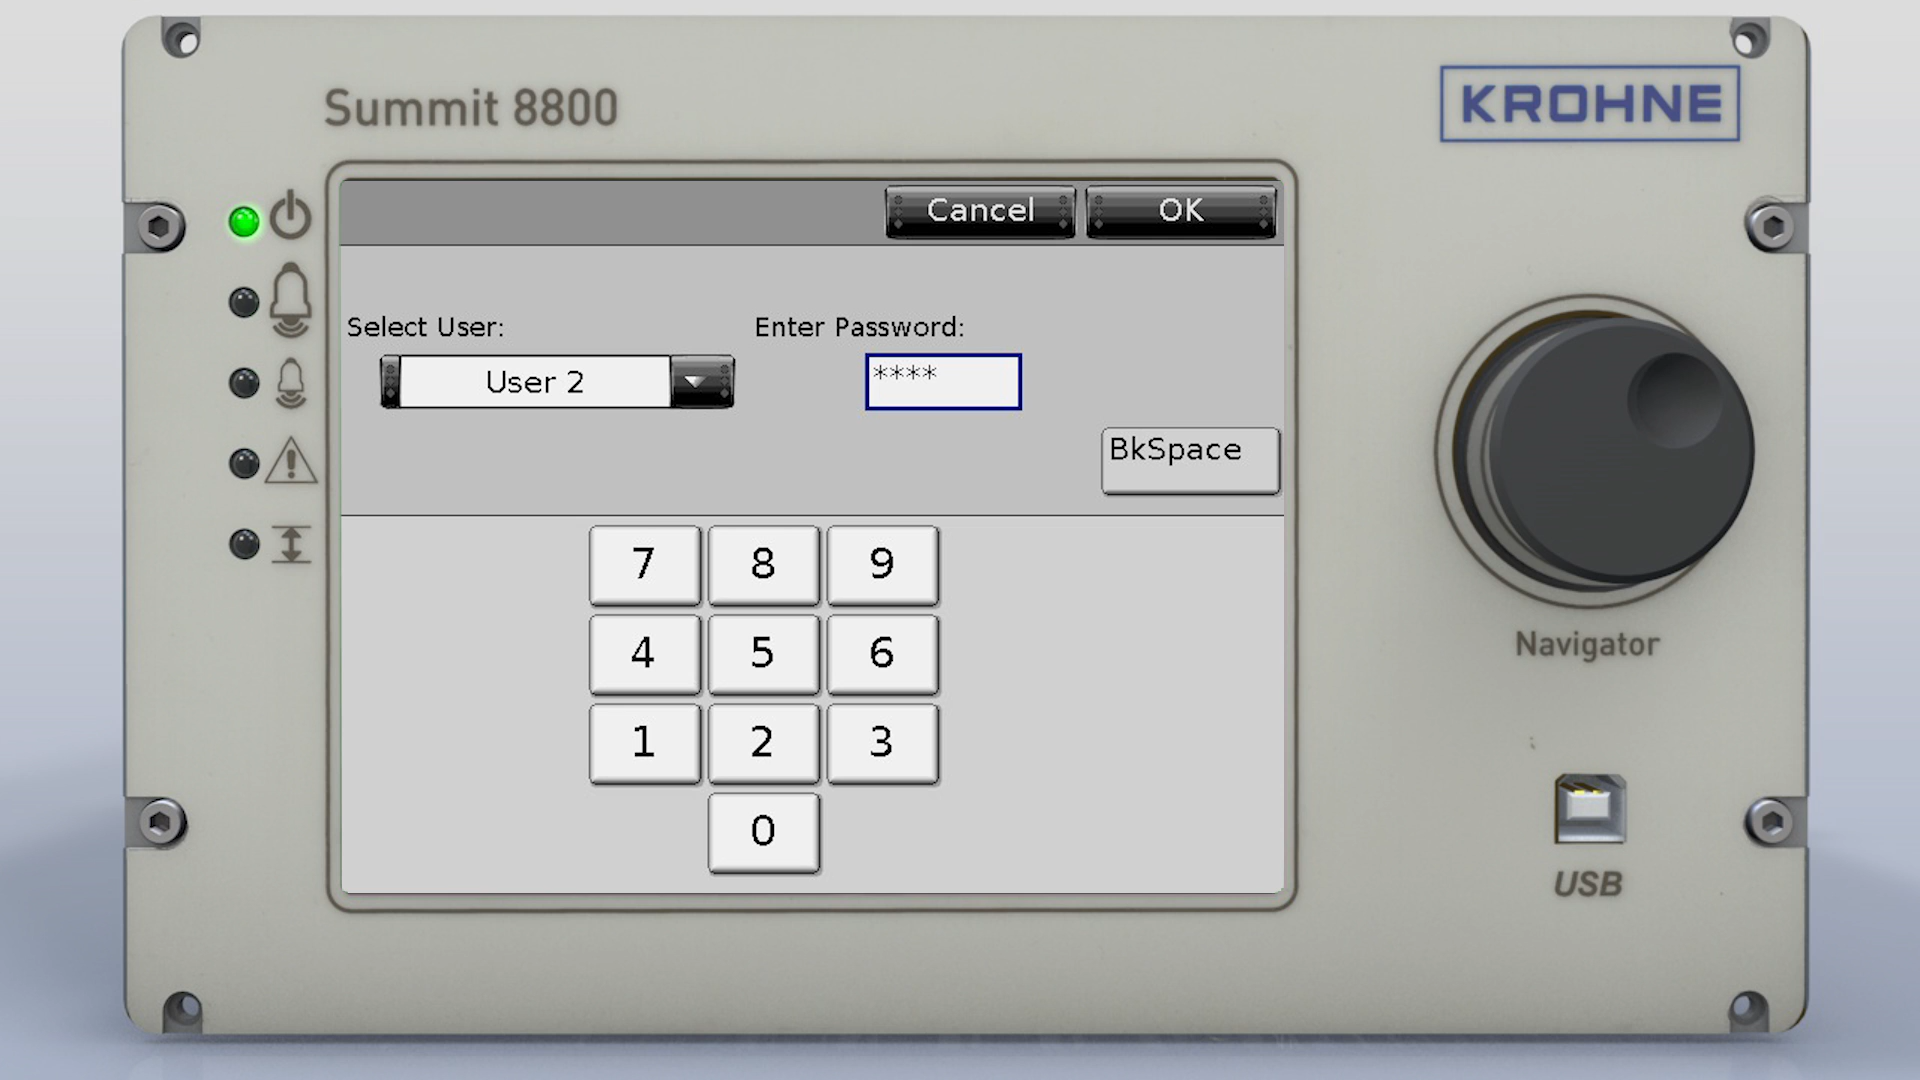 Summit 8800
KROHNE
Cancel
OK
Select User:
Enter Password:
User 2
****
BkSpace
7 8 9
4 5 6
1 2 3
0
Navigator
USB